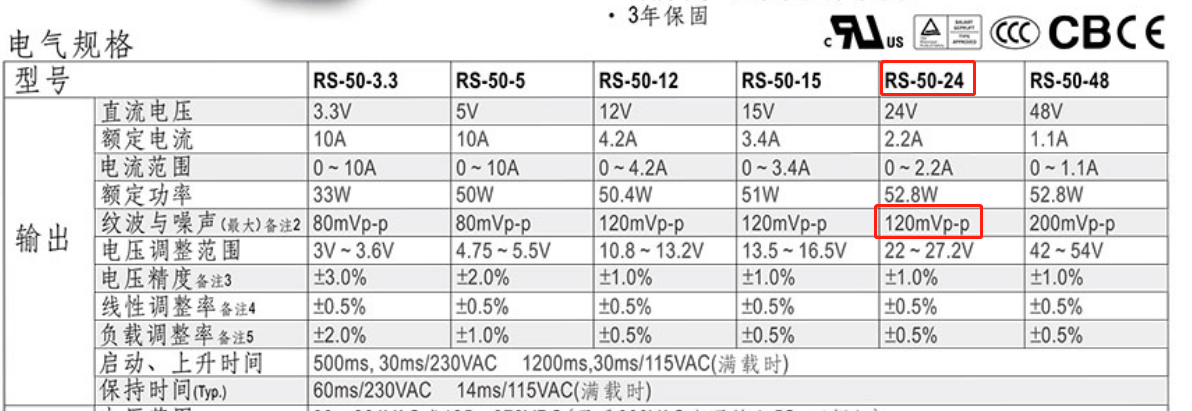 · 3年保固
c RU US CCC CB CE
电气规格
型号 RS-50-3.3 RS-50-5 RS-50-12 RS-50-15 RS-50-24 RS-50-48
输出
直流电压 3.3V 5V 12V 15V 24V 48V
额定电流 10A 10A 4.2A 3.4A 2.2A 1.1A
电流范围 0~10A 0~10A 0~4.2A 0~3.4A 0~2.2A 0~1.1A
额定功率 33W 50W 50.4W 51W 52.8W 52.8W
纹波与噪声(最大)备注2 80mVp-p 80mVp-p 120mVp-p 120mVp-p 120mVp-p 200mVp-p
电压调整范围 3V~3.6V 4.75~5.5V 10.8~13.2V 13.5~16.5V 22~27.2V 42~54V
电压精度备注3 ±3.0% ±2.0% ±1.0% ±1.0% ±1.0% ±1.0%
线性调整率备注4 ±0.5% ±0.5% ±0.5% ±0.5% ±0.5% ±0.5%
负载调整率备注5 ±2.0% ±1.0% ±0.5% ±0.5% ±0.5% ±0.5%
启动、上升时间 500ms, 30ms/230VAC 1200ms,30ms/115VAC(满载时)
保持时间(Typ.) 60ms/230VAC 14ms/115VAC(满载时)